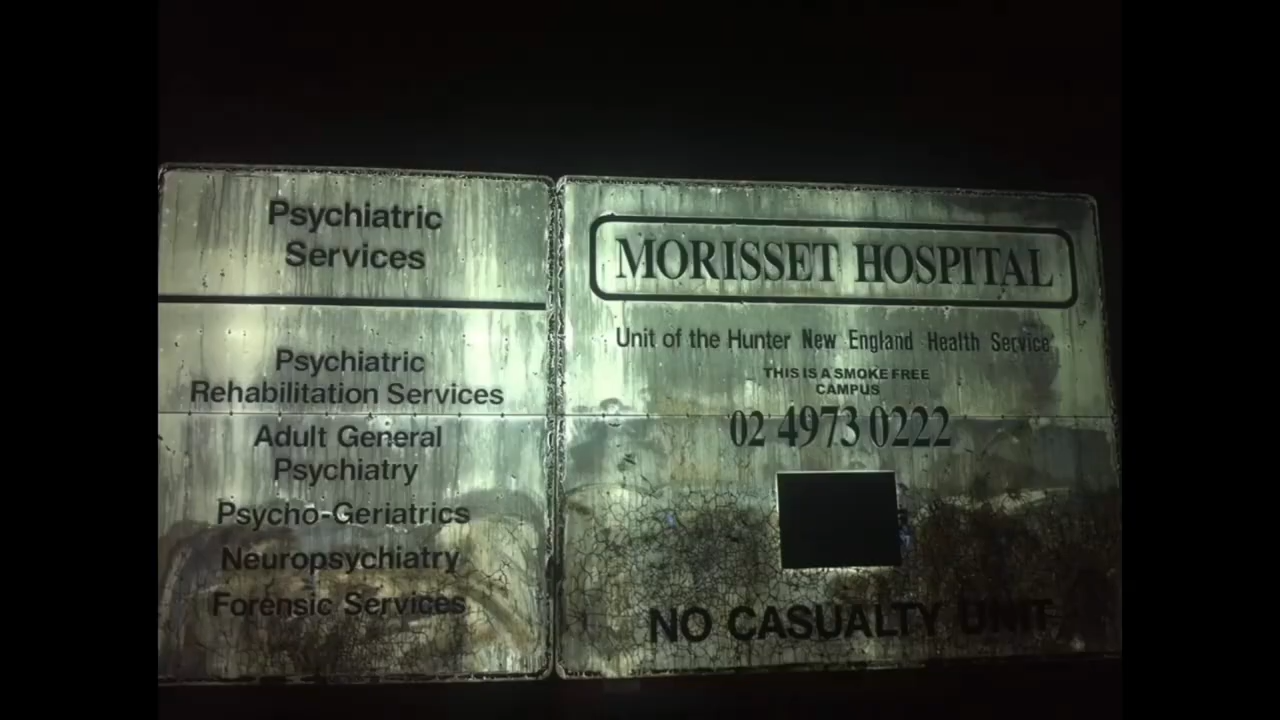 Psychiatric
Services
Psychiatric
Rehabilitation Services
Adult General
Psychiatry
Psycho-Geriatrics
Neuropsychiatry
Forensic Services
MORISSET HOSPITAL
Unit of the Hunter New England Health Service
THIS IS A SMOKE FREE
CAMPUS
02 4973 0222
NO CASUALTY UNIT